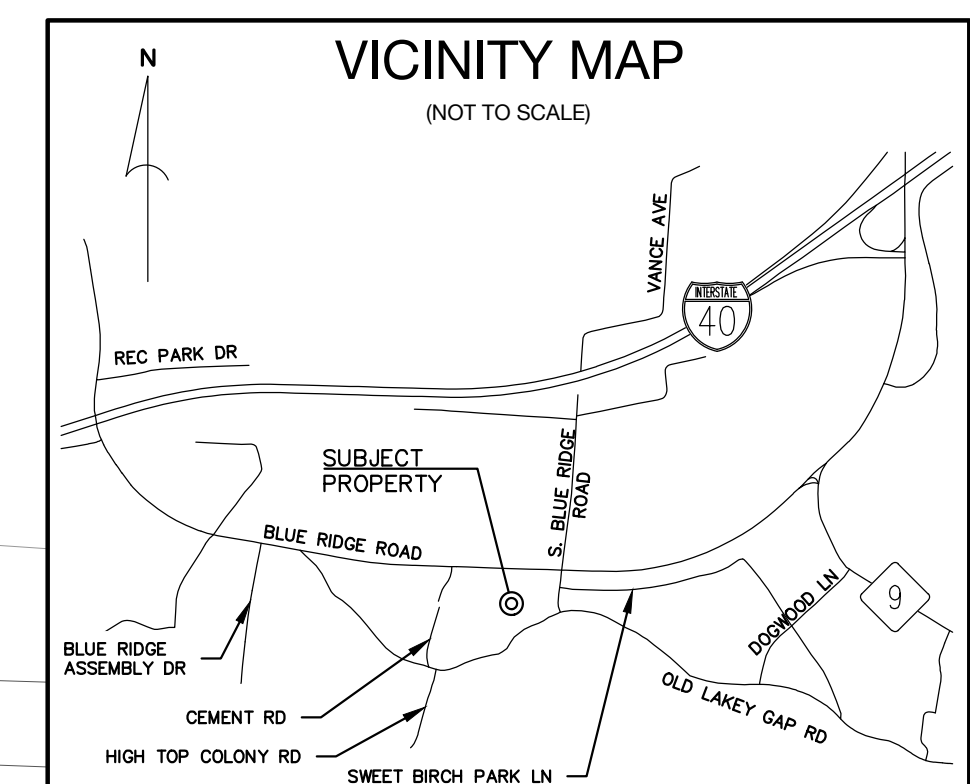 VICINITY MAP
(NOT TO SCALE)
N
VANCE AVE
INTERSTATE
40
REC PARK DR
SUBJECT
PROPERTY
S. BLUE RIDGE
ROAD
BLUE RIDGE ROAD
DOGWOOD LN
9
BLUE RIDGE
ASSEMBLY DR
OLD LAKEY GAP RD
CEMENT RD
HIGH TOP COLONY RD
SWEET BIRCH PARK LN